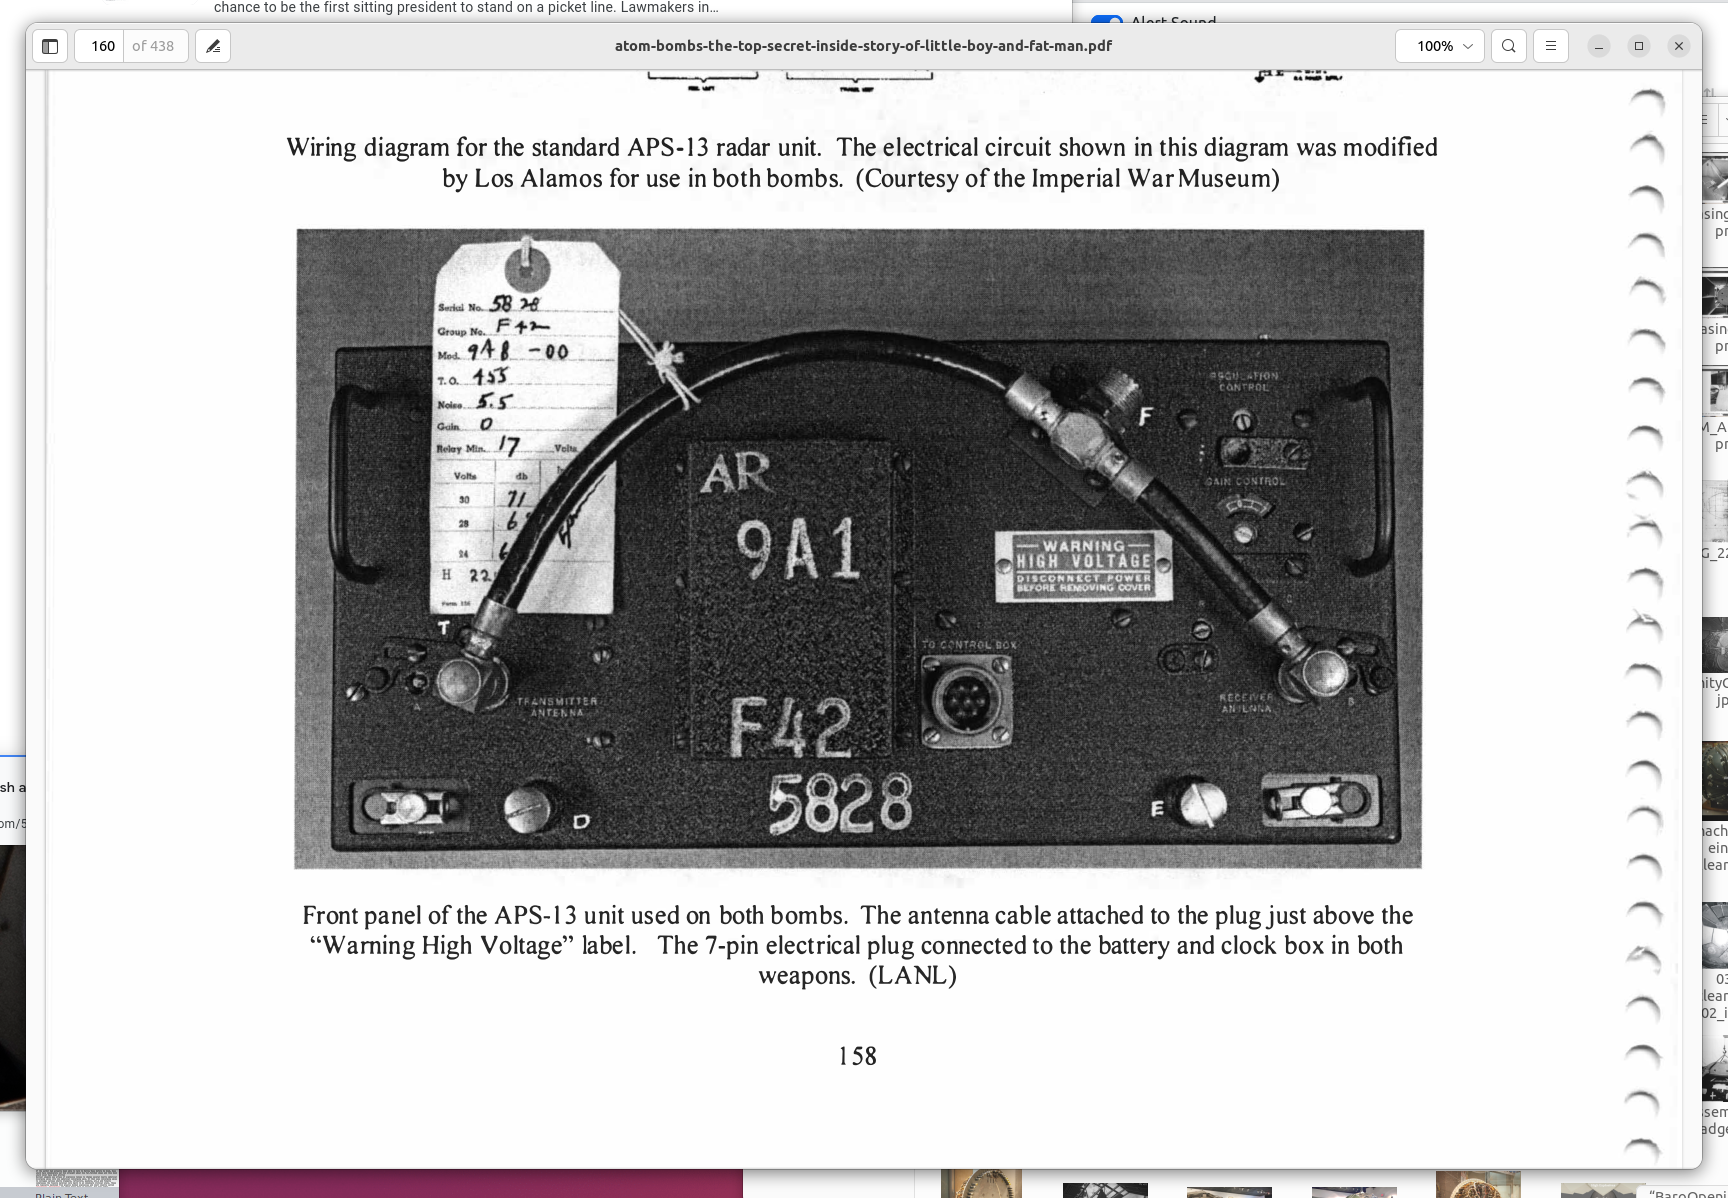 chance to be the first sitting president to stand on a picket line. Lawmakers in…
Alert Sound
160 of 438
atom-bombs-the-top-secret-inside-story-of-little-boy-and-fat-man.pdf
100%
Wiring diagram for the standard APS-13 radar unit. The electrical circuit shown in this diagram was modified
by Los Alamos for use in both bombs. (Courtesy of the Imperial War Museum)
Serial No. 5828
Group No. F42
Mod. 9A8 -00
T.O. 455
Noise 5.5
Gain 0
Relay Min. 17 Volts
Volts db
30 71
28 6
24 6
H 22
T
AR
9A1
F42
5828
F
REGULATION
CONTROL
GAIN CONTROL
WARNING
HIGH VOLTAGE
DISCONNECT POWER
BEFORE REMOVING COVER
TO CONTROL BOX
A
TRANSMITTER
ANTENNA
RECEIVER
ANTENNA
B
D
E
Front panel of the APS-13 unit used on both bombs. The antenna cable attached to the plug just above the
“Warning High Voltage” label. The 7-pin electrical plug connected to the battery and clock box in both
weapons. (LANL)
158
Plain Text
"BaroOpeni